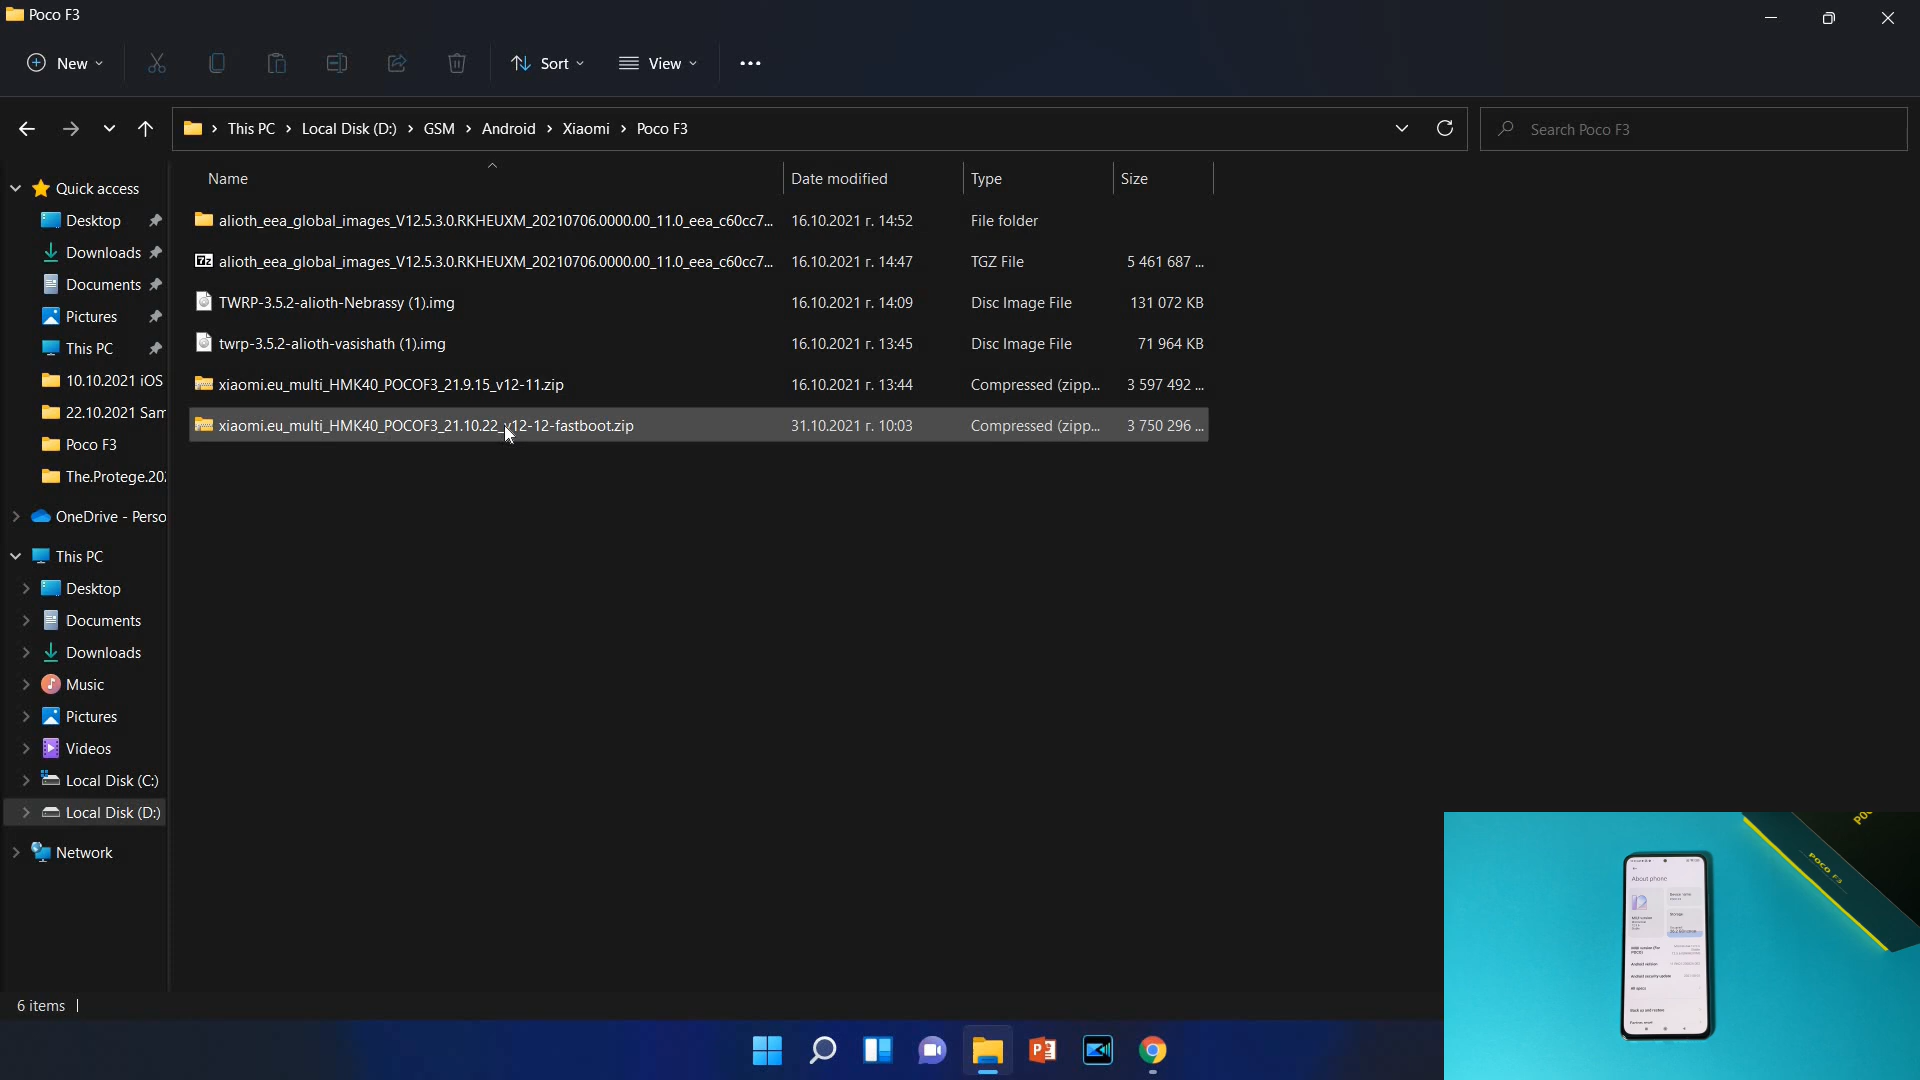 Poco F3
New
Sort
View
This PC
Local Disk (D:)
GSM
Android
Xiaomi
Poco F3
Search Poco F3
Name
Date modified
Type
Size
alioth_eea_global_images_V12.5.3.0.RKHEUXM_20210706.0000.00_11.0_eea_c60cc7... 16.10.2021 г. 14:52 File folder
alioth_eea_global_images_V12.5.3.0.RKHEUXM_20210706.0000.00_11.0_eea_c60cc7... 16.10.2021 г. 14:47 TGZ File 5 461 687 ...
TWRP-3.5.2-alioth-Nebrassy (1).img 16.10.2021 г. 14:09 Disc Image File 131 072 KB
twrp-3.5.2-alioth-vasishath (1).img 16.10.2021 г. 13:45 Disc Image File 71 964 KB
xiaomi.eu_multi_HMK40_POCOF3_21.9.15_v12-11.zip 16.10.2021 г. 13:44 Compressed (zipp... 3 597 492 ...
xiaomi.eu_multi_HMK40_POCOF3_21.10.22_v12-12-fastboot.zip 31.10.2021 г. 10:03 Compressed (zipp... 3 750 296 ...
Quick access
Desktop
Downloads
Documents
Pictures
This PC
10.10.2021 iOS
22.10.2021 Sam
Poco F3
The.Protege.20
OneDrive - Perso
This PC
Desktop
Documents
Downloads
Music
Pictures
Videos
Local Disk (C:)
Local Disk (D:)
Network
6 items
POCO F3
About phone